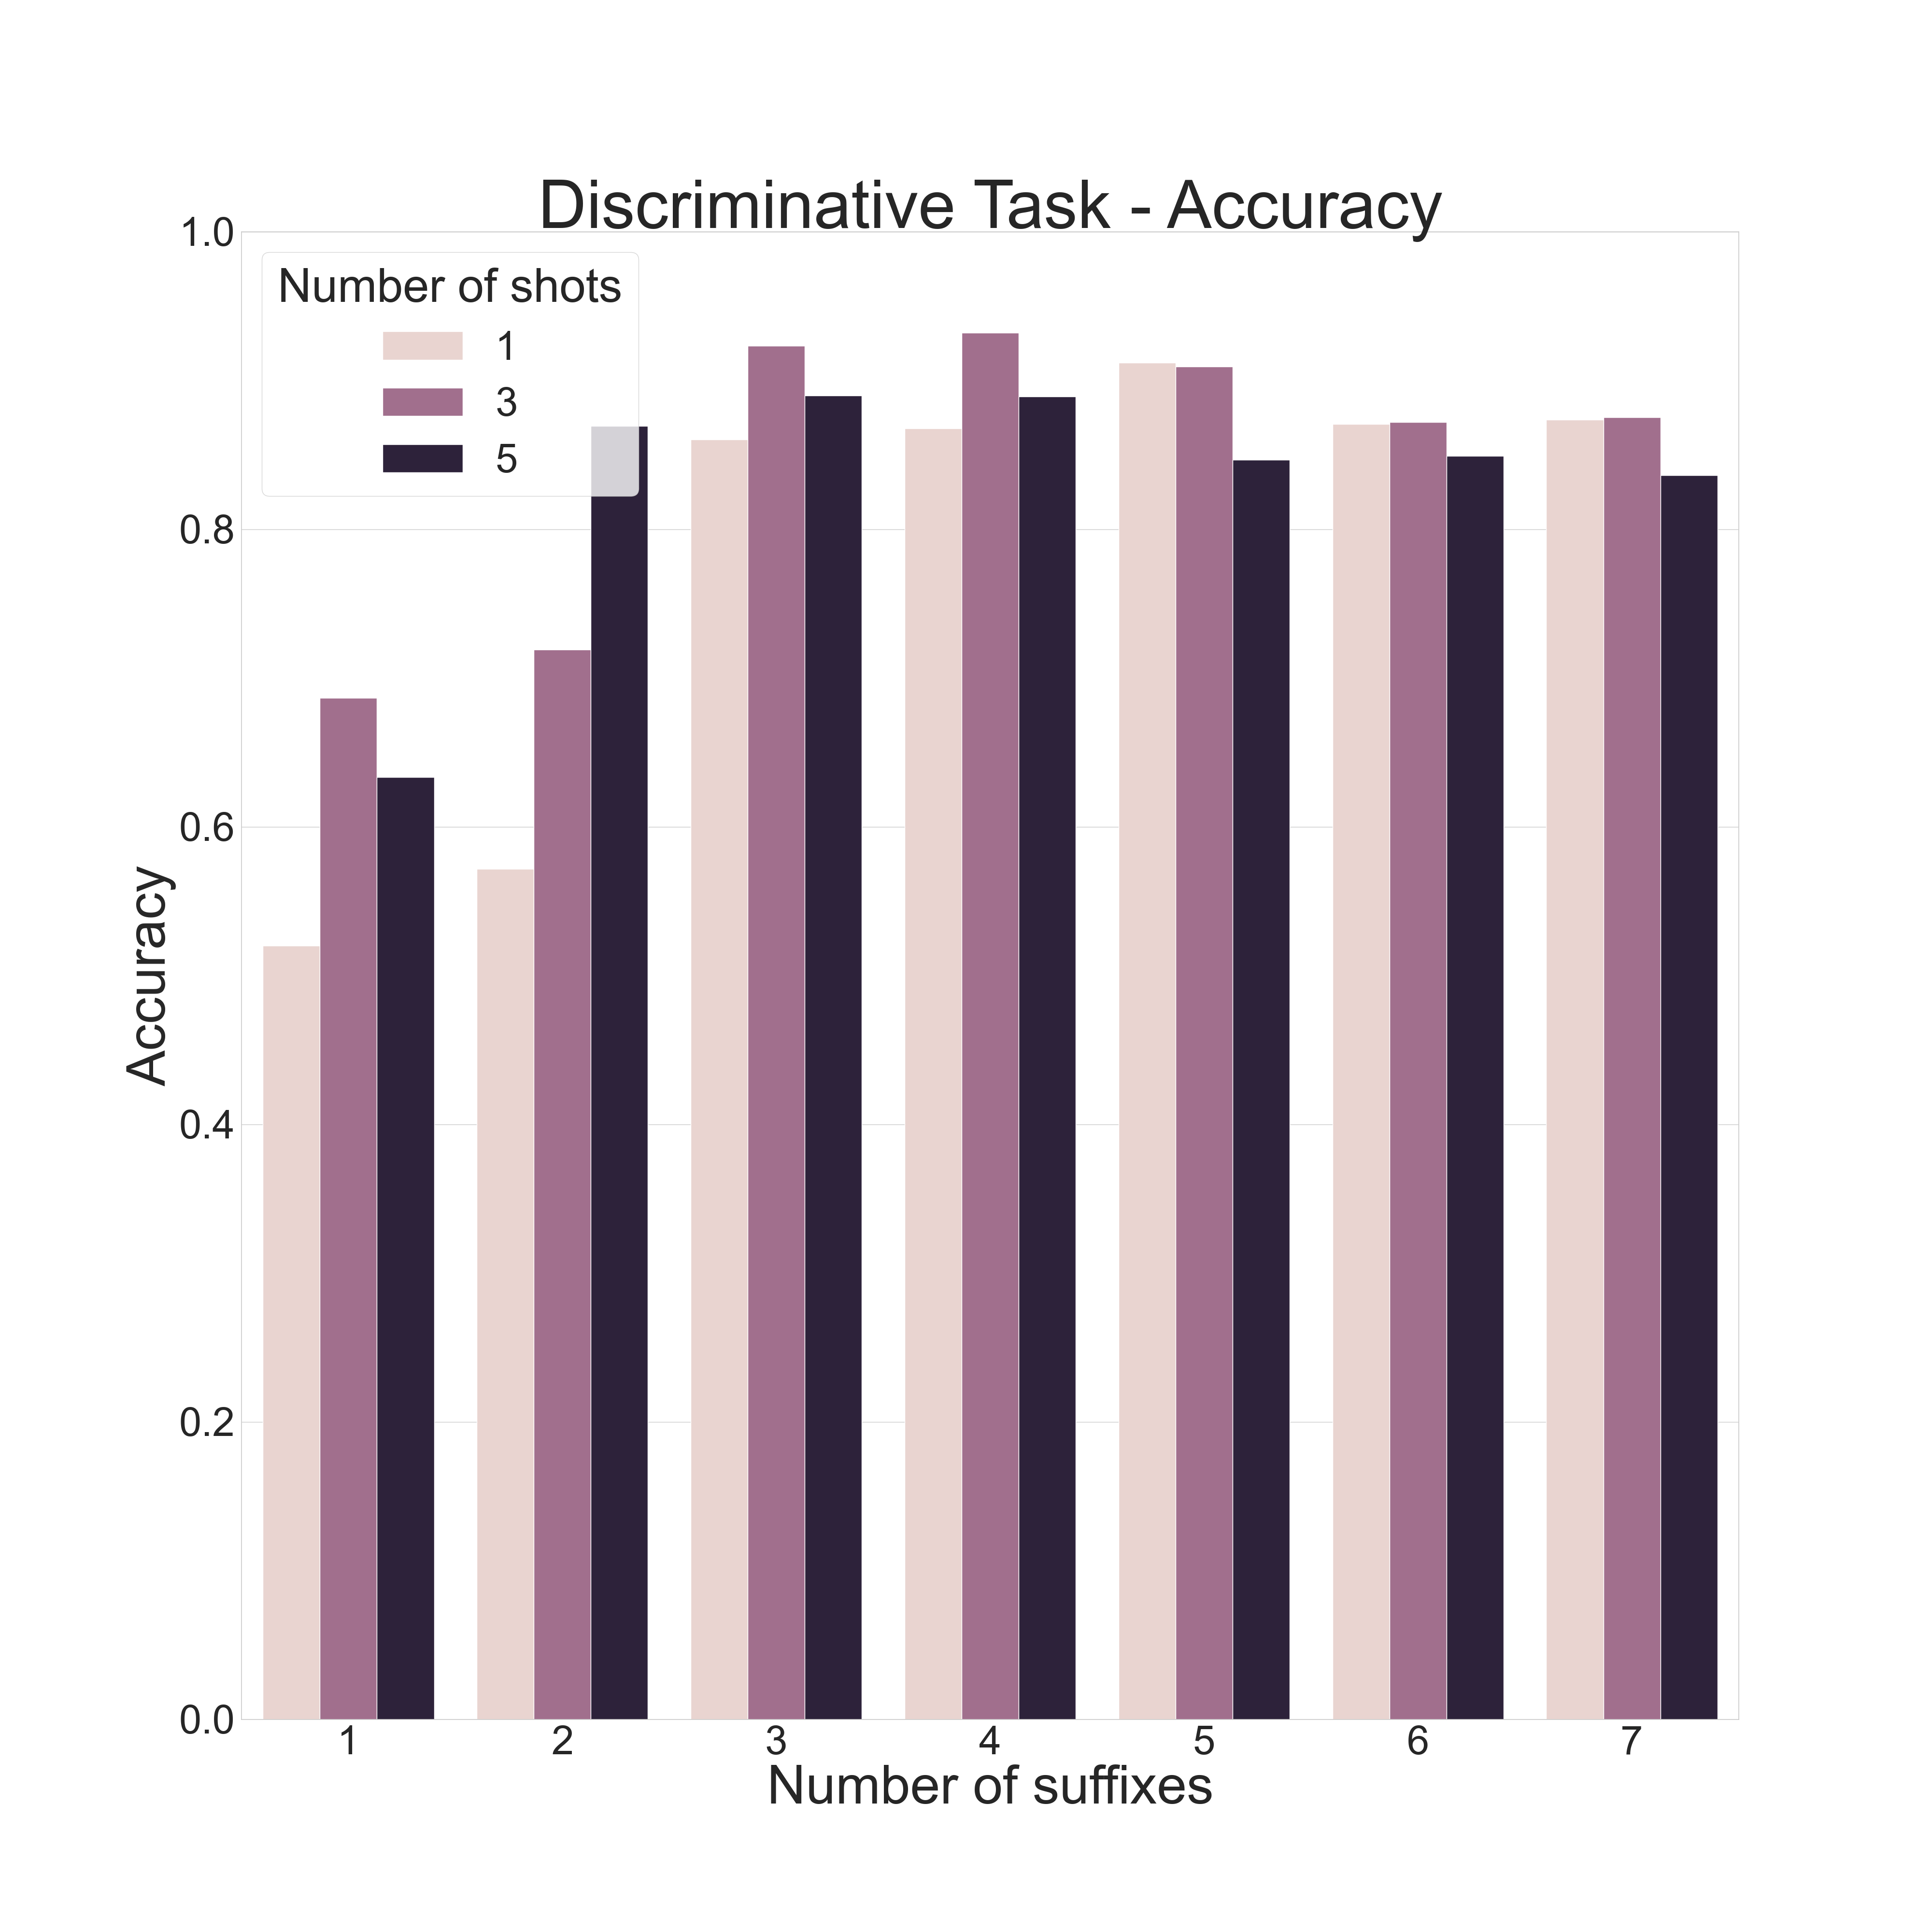 Discriminative Task - Accuracy
1.0
Number of shots
1
3
5
0.8
0.6
0.4
0.2
0.0
Accuracy
1 2 3 4 5 6 7
Number of suffixes